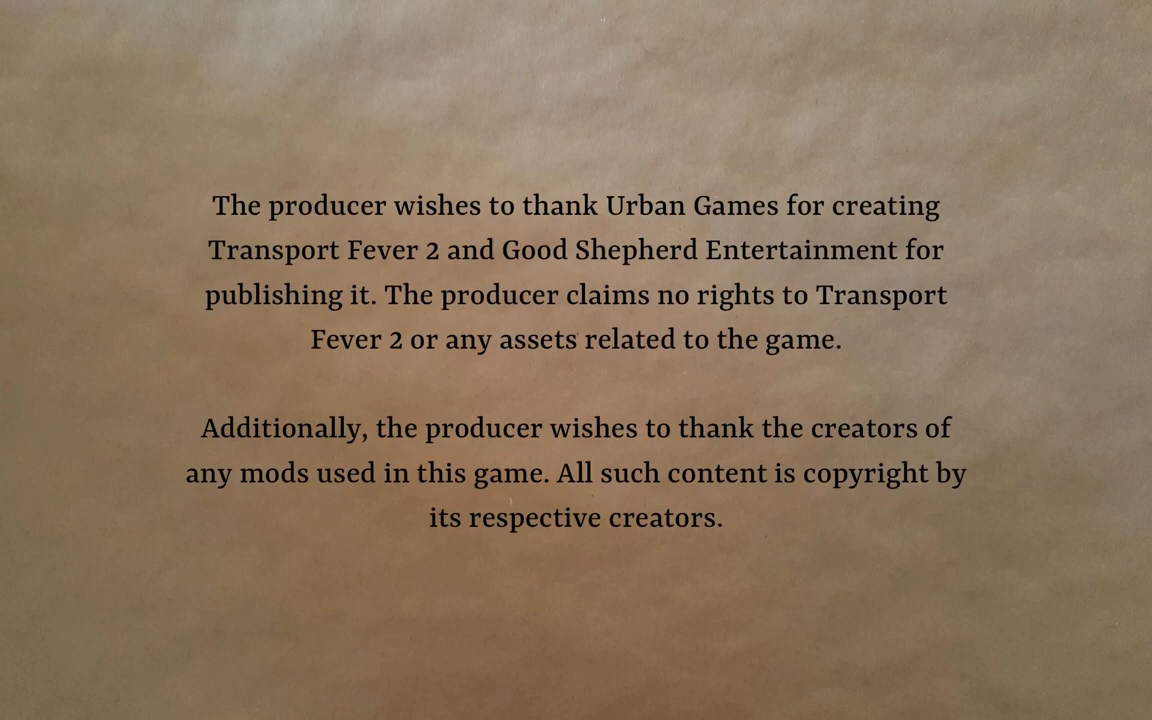 The producer wishes to thank Urban Games for creating
Transport Fever 2 and Good Shepherd Entertainment for
publishing it. The producer claims no rights to Transport
Fever 2 or any assets related to the game.
Additionally, the producer wishes to thank the creators of
any mods used in this game. All such content is copyright by
its respective creators.